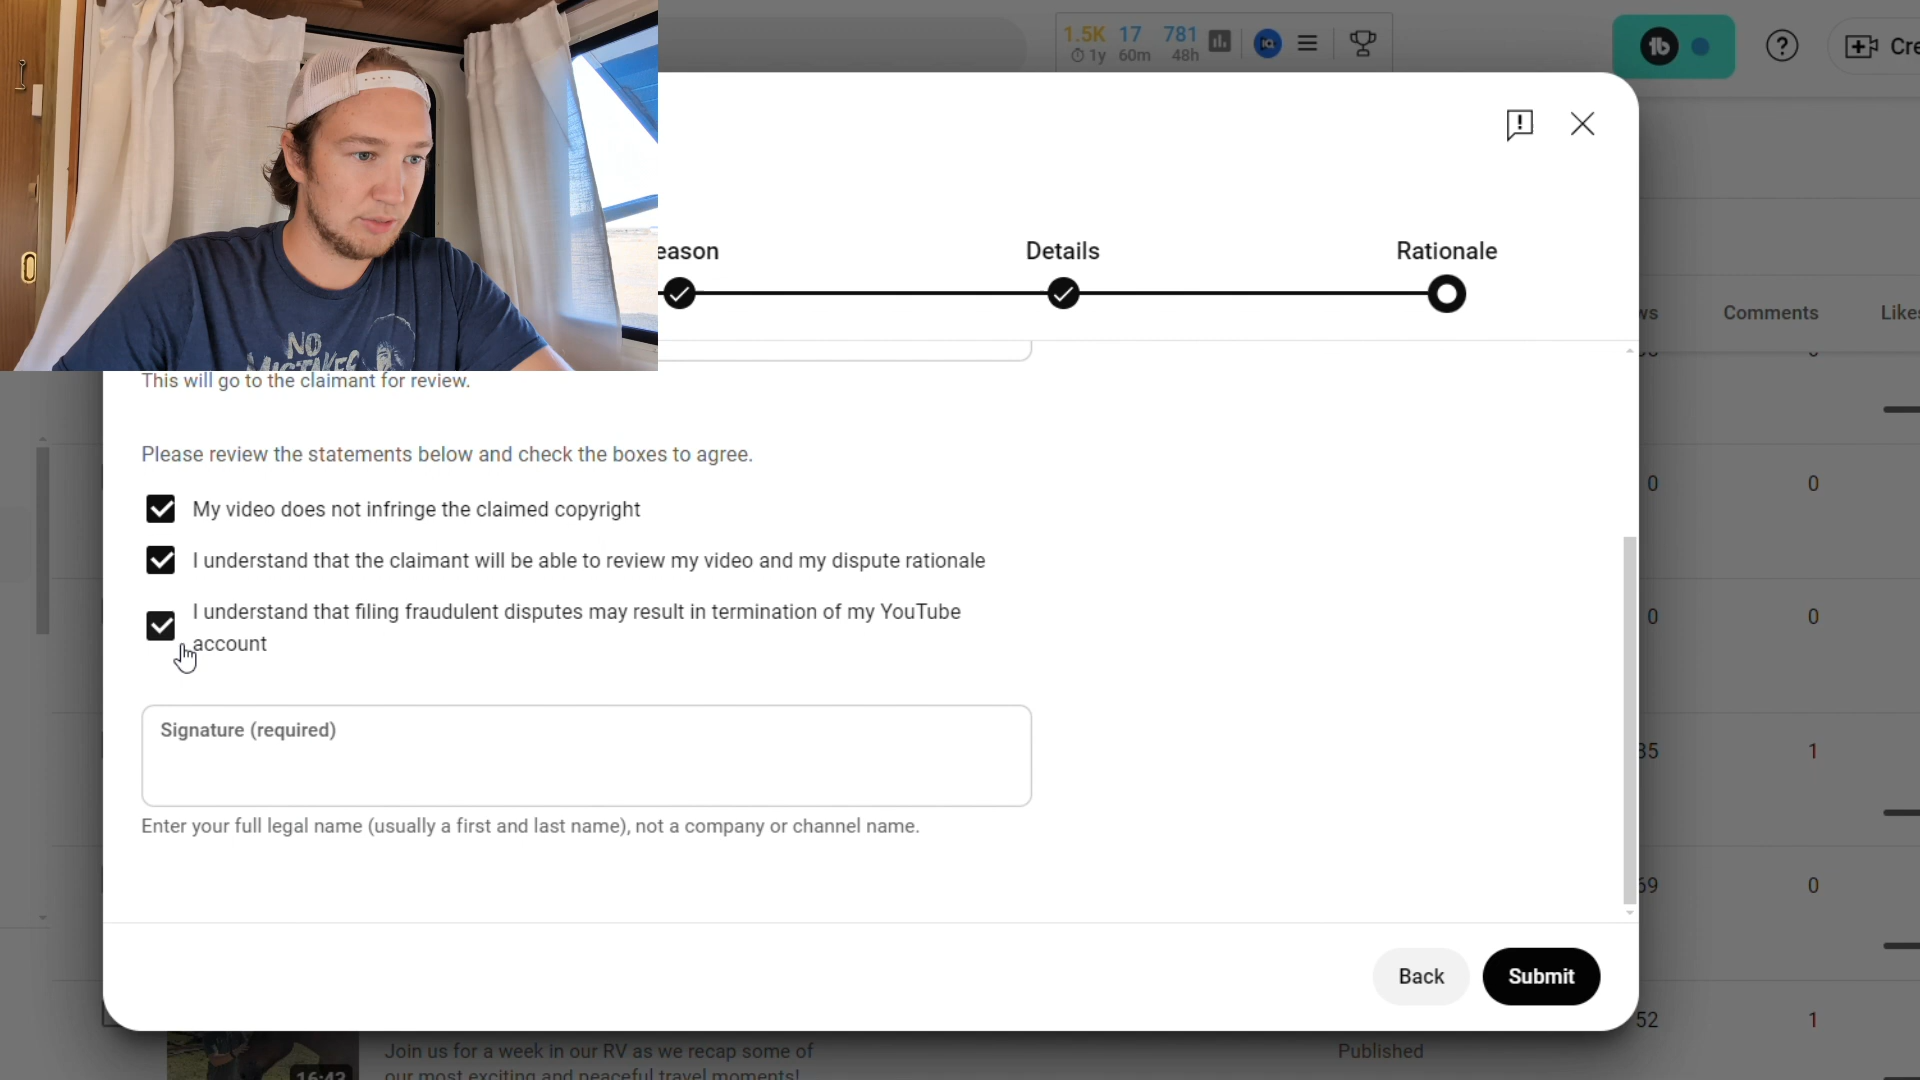 1.5K 17 781
1y 60m 48h
Cre
NO
MISTAKES
eason
Details
Rationale
ws
Comments
Likes
This will go to the claimant for review.
Please review the statements below and check the boxes to agree.
My video does not infringe the claimed copyright
0 0
I understand that the claimant will be able to review my video and my dispute rationale
I understand that filing fraudulent disputes may result in termination of my YouTube
account
0 0
Signature (required)
35 1
Enter your full legal name (usually a first and last name), not a company or channel name.
69 0
Back
Submit
52 1
Join us for a week in our RV as we recap some of
Published
our most exciting and peaceful travel moments!
16:43